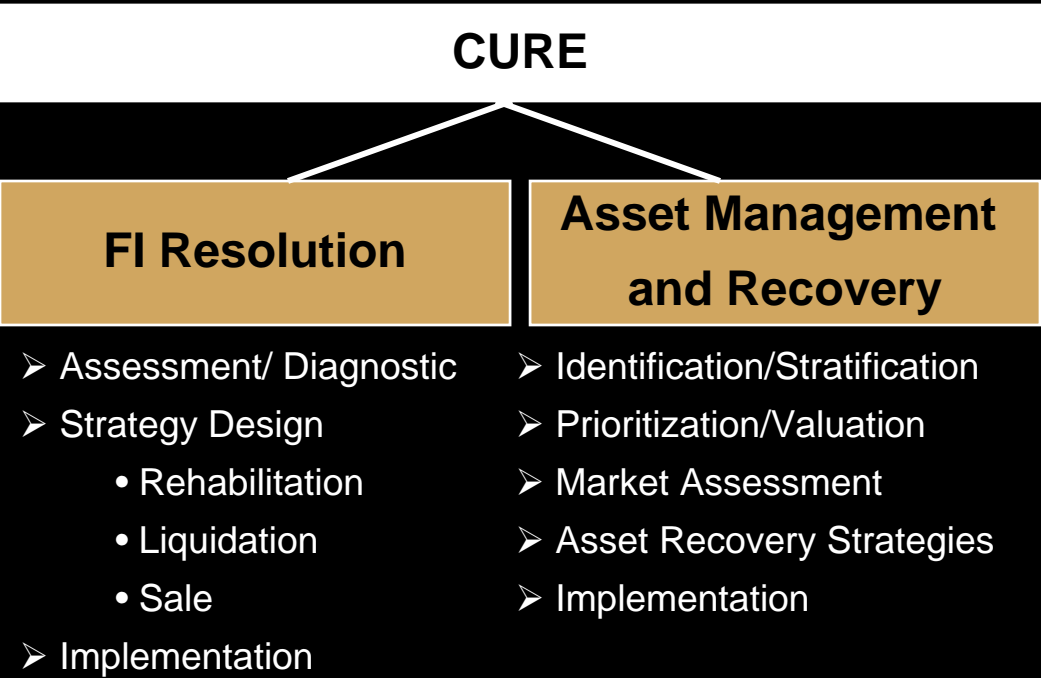 CURE
FI Resolution
➢ Assessment/ Diagnostic
➢ Strategy Design
• Rehabilitation
• Liquidation
• Sale
➢ Implementation
Asset Management
and Recovery
➢ Identification/Stratification
➢ Prioritization/Valuation
➢ Market Assessment
➢ Asset Recovery Strategies
➢ Implementation